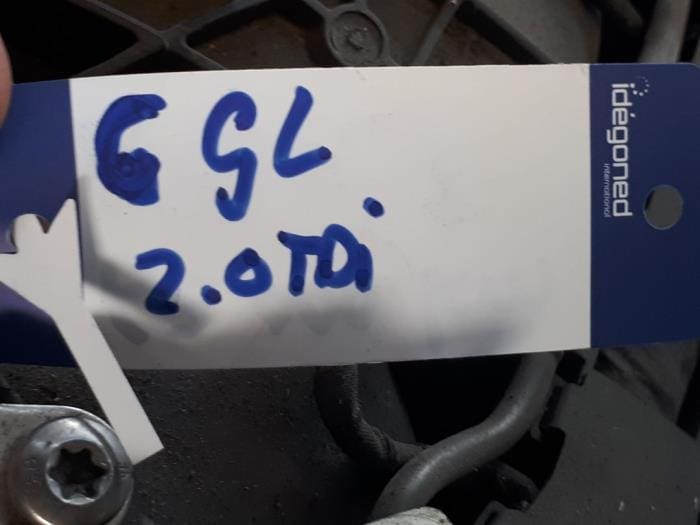 6 GL
2.0TDi
idégoned
international